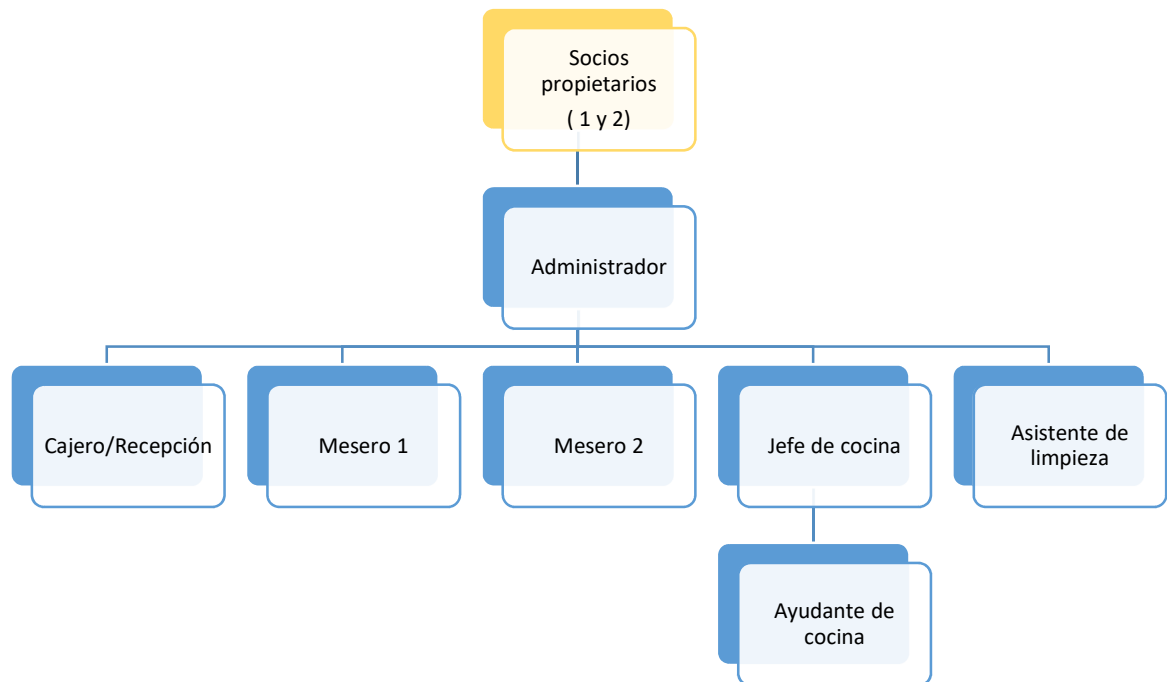 Socios
propietarios
( 1 y 2)
Administrador
Cajero/Recepción
Mesero 1
Mesero 2
Jefe de cocina
Asistente de
limpieza
Ayudante de
cocina